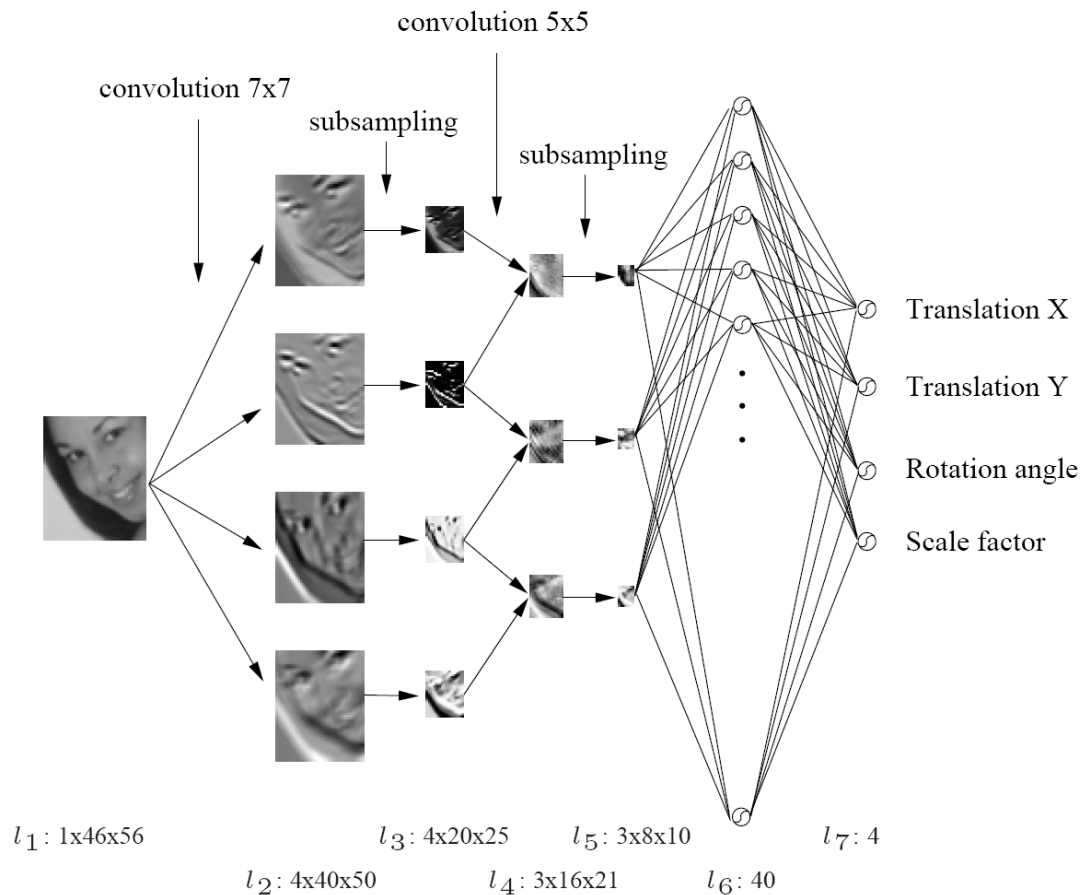 convolution 5x5
convolution 7x7
subsampling
subsampling
Translation X
Translation Y
Rotation angle
Scale factor
l1: 1x46x56
l2: 4x40x50
l3: 4x20x25
l4: 3x16x21
l5: 3x8x10
l6: 40
l7: 4